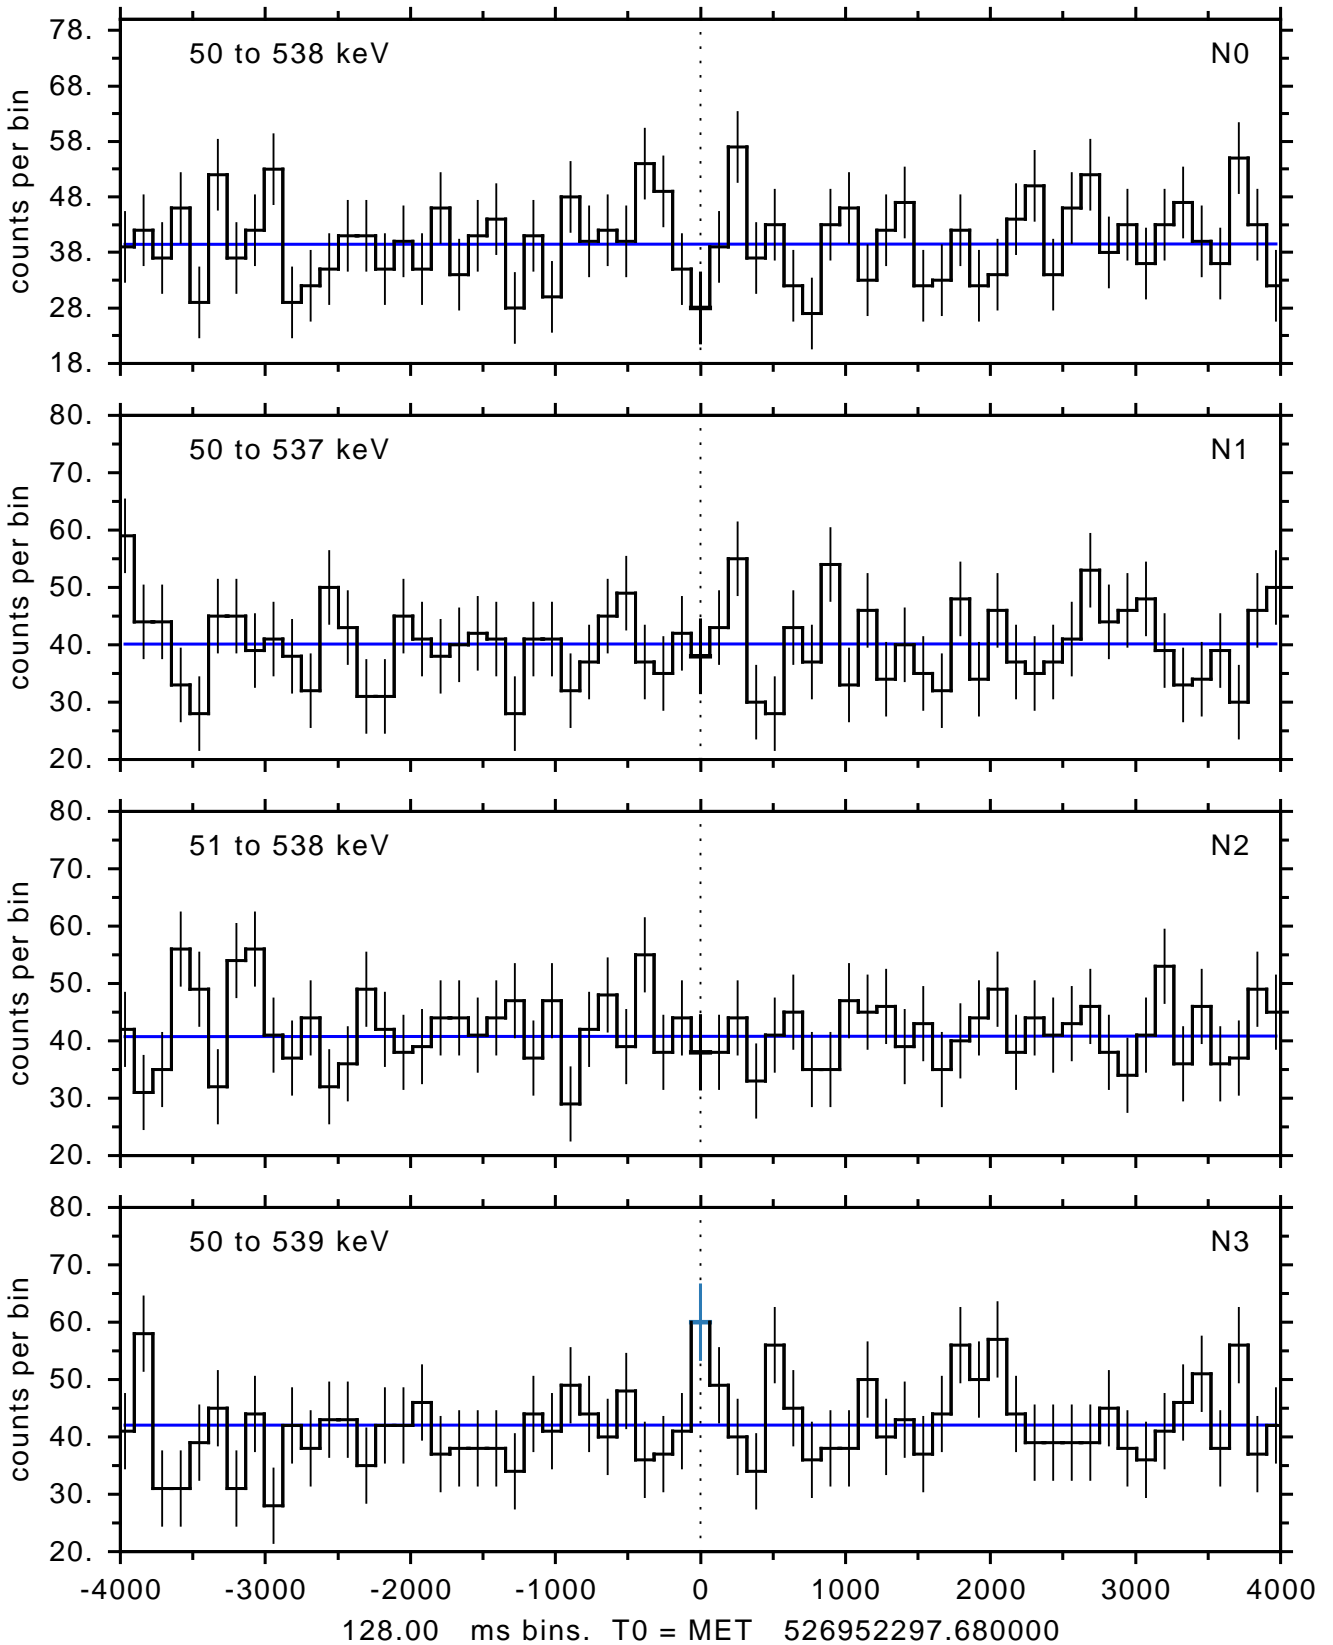 50 to 538 keV N0
78.
68.
58.
48.
38.
28.
18.
counts per bin
50 to 537 keV N1
80.
70.
60.
50.
40.
30.
20.
counts per bin
51 to 538 keV N2
80.
70.
60.
50.
40.
30.
20.
counts per bin
50 to 539 keV N3
80.
70.
60.
50.
40.
30.
20.
counts per bin
-4000 -3000 -2000 -1000 0 1000 2000 3000 4000
128.00 ms bins. T0 = MET 526952297.680000